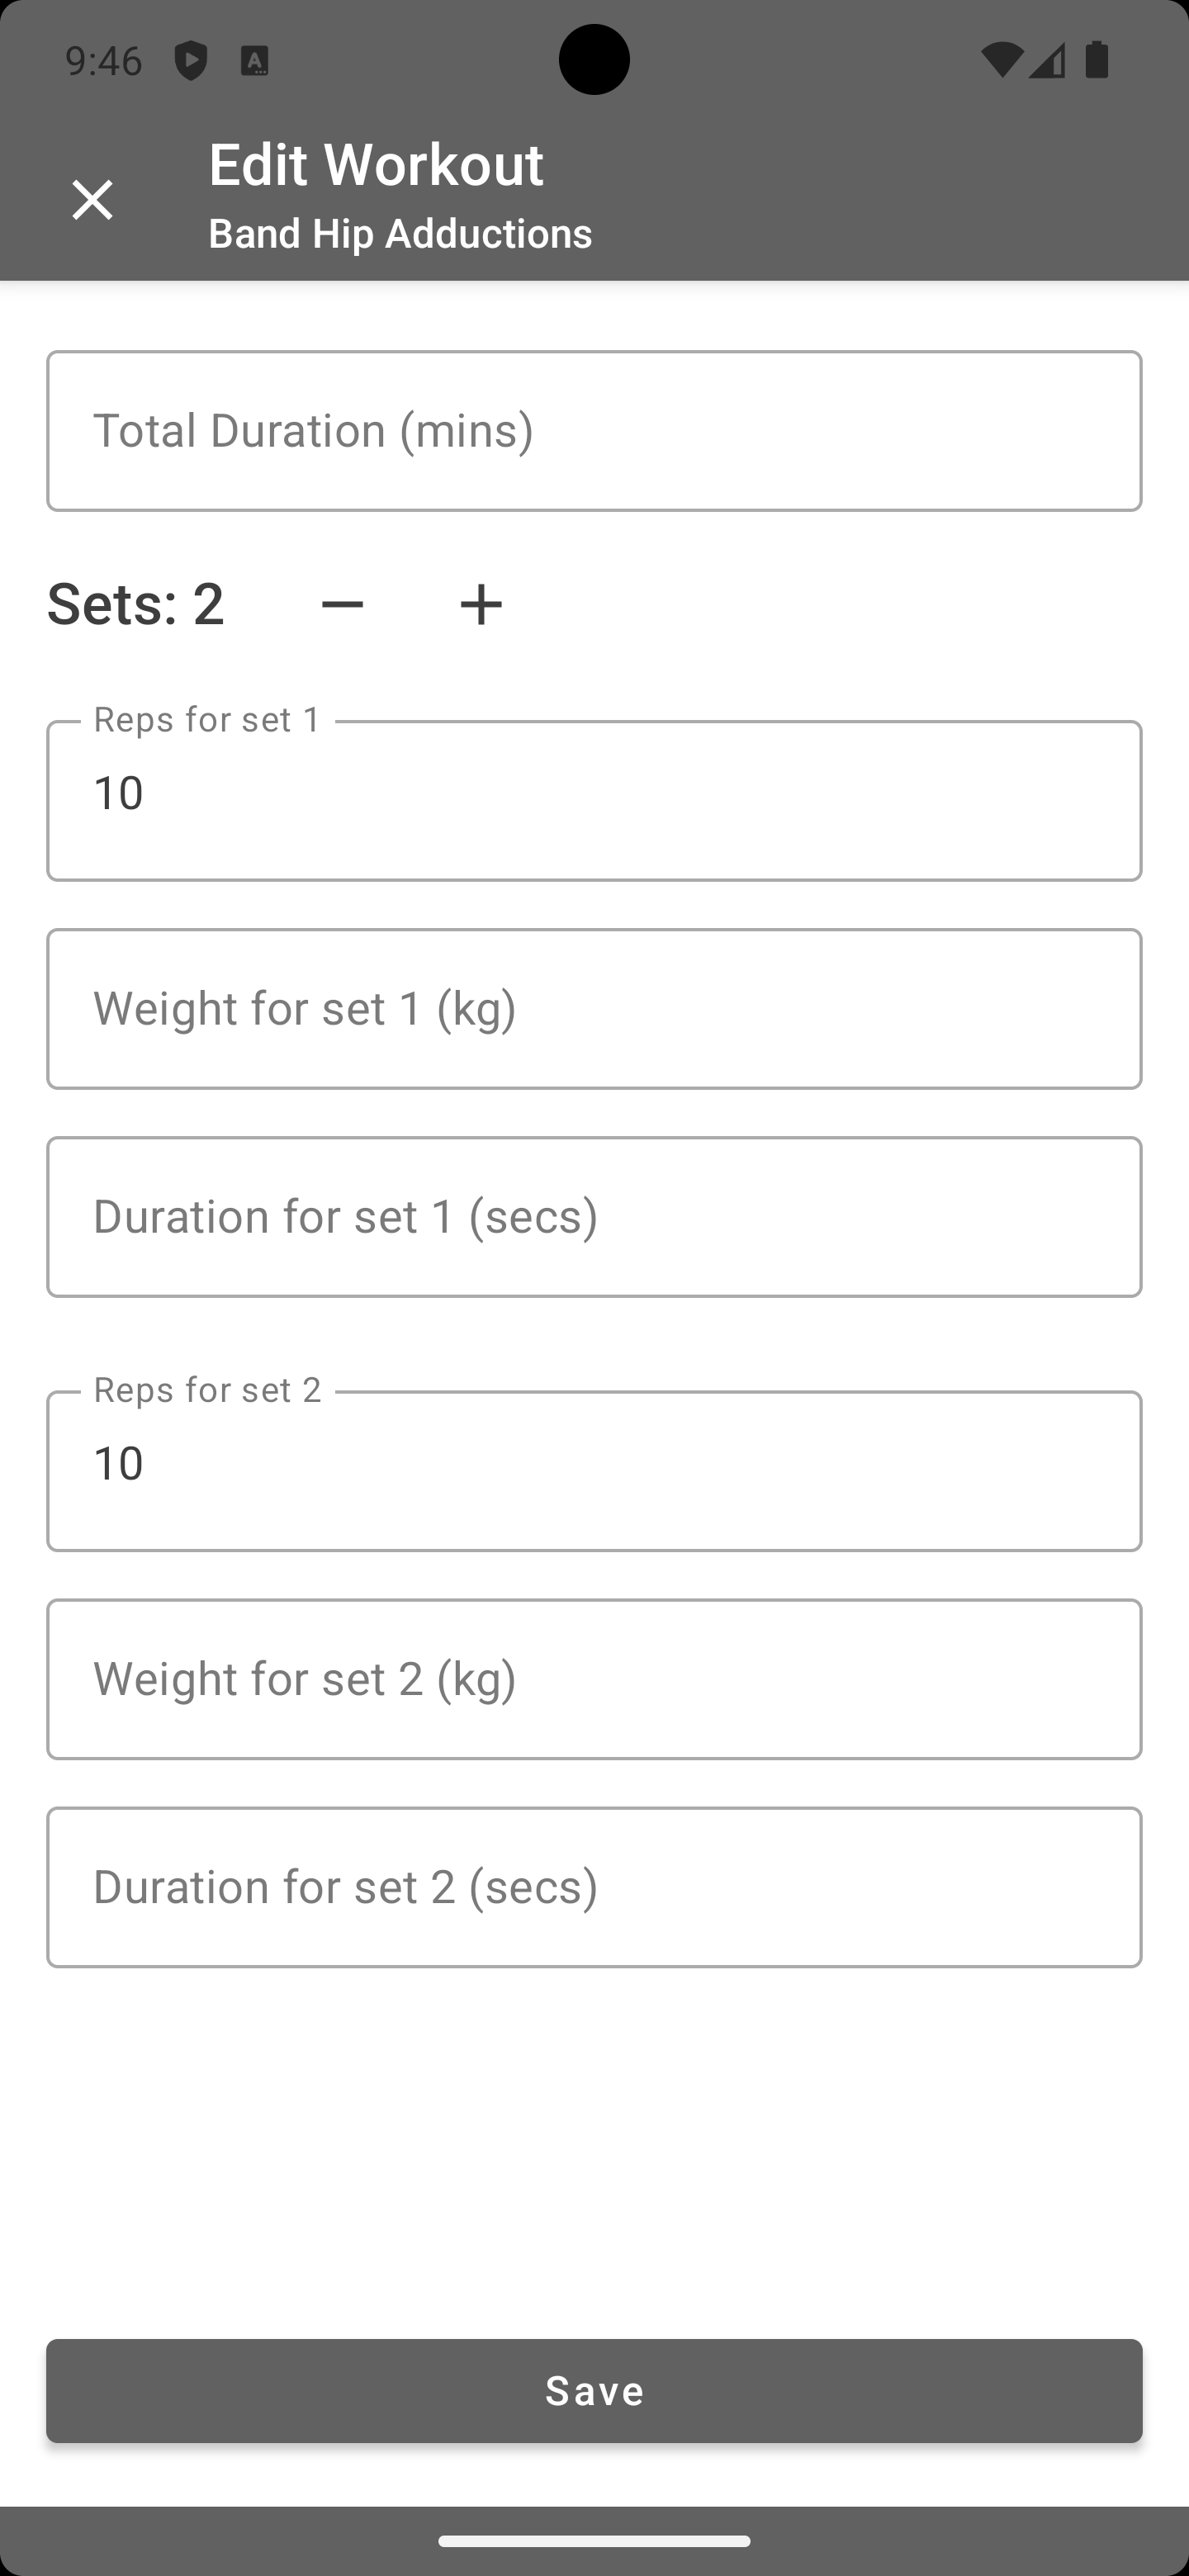 9:46
Edit Workout
Band Hip Adductions
Total Duration (mins)
Sets: 2
Reps for set 1
10
Weight for set 1 (kg)
Duration for set 1 (secs)
Reps for set 2
10
Weight for set 2 (kg)
Duration for set 2 (secs)
Save